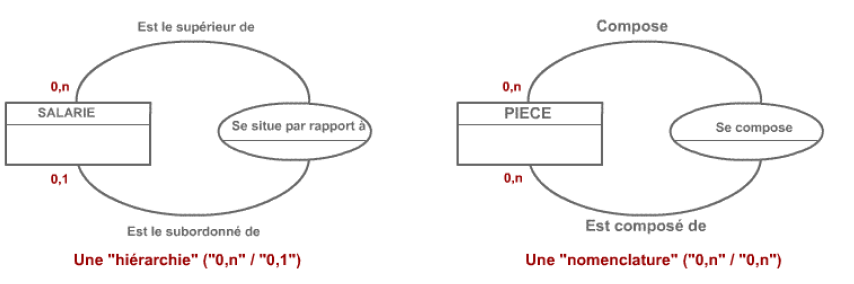 Est le supérieur de
0,n
SALARIE
Se situe par rapport à
0,1
Est le subordonné de
Une "hiérarchie" ("0,n" / "0,1")
Compose
0,n
PIECE
Se compose
0,n
Est composé de
Une "nomenclature" ("0,n" / "0,n")